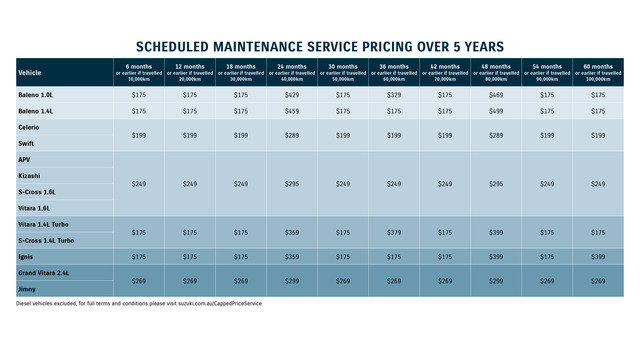 SCHEDULED MAINTENANCE SERVICE PRICING OVER 5 YEARS
Vehicle 6 months or earlier if travelled 10,000km 12 months or earlier if travelled 20,000km 18 months or earlier if travelled 30,000km 24 months or earlier if travelled 40,000km 30 months or earlier if travelled 50,000km 36 months or earlier if travelled 60,000km 42 months or earlier if travelled 70,000km 48 months or earlier if travelled 80,000km 54 months or earlier if travelled 90,000km 60 months or earlier if travelled 100,000km
Baleno 1.0L $175 $175 $175 $429 $175 $329 $175 $469 $175 $175
Baleno 1.4L $175 $175 $175 $459 $175 $175 $175 $499 $175 $175
Celerio
$199 $199 $199 $289 $199 $199 $199 $289 $199 $199
Swift
APV
Kizashi
$249 $249 $249 $295 $249 $249 $249 $295 $249 $249
S-Cross 1.6L
Vitara 1.6L
Vitara 1.4L Turbo
$175 $175 $175 $359 $175 $379 $175 $399 $175 $175
S-Cross 1.4L Turbo
Ignis $175 $175 $175 $359 $175 $175 $175 $399 $175 $399
Grand Vitara 2.4L
$269 $269 $269 $299 $269 $269 $269 $299 $269 $269
Jimny
Diesel vehicles excluded, for full terms and conditions please visit suzuki.com.au/CappedPriceService